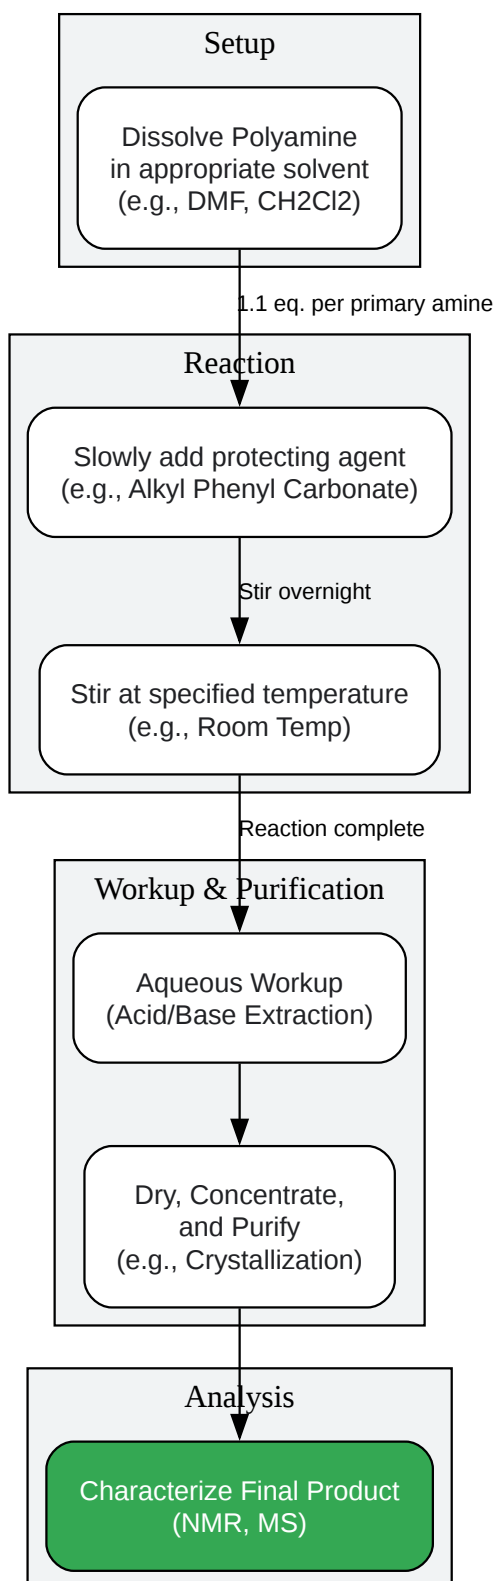 Setup
Dissolve Polyamine
in appropriate solvent
(e.g., DMF, CH2Cl2)
1.1 eq. per primary amine
Reaction
Slowly add protecting agent
(e.g., Alkyl Phenyl Carbonate)
Stir overnight
Stir at specified temperature
(e.g., Room Temp)
Reaction complete
Workup & Purification
Aqueous Workup
(Acid/Base Extraction)
Dry, Concentrate,
and Purify
(e.g., Crystallization)
Analysis
Characterize Final Product
(NMR, MS)